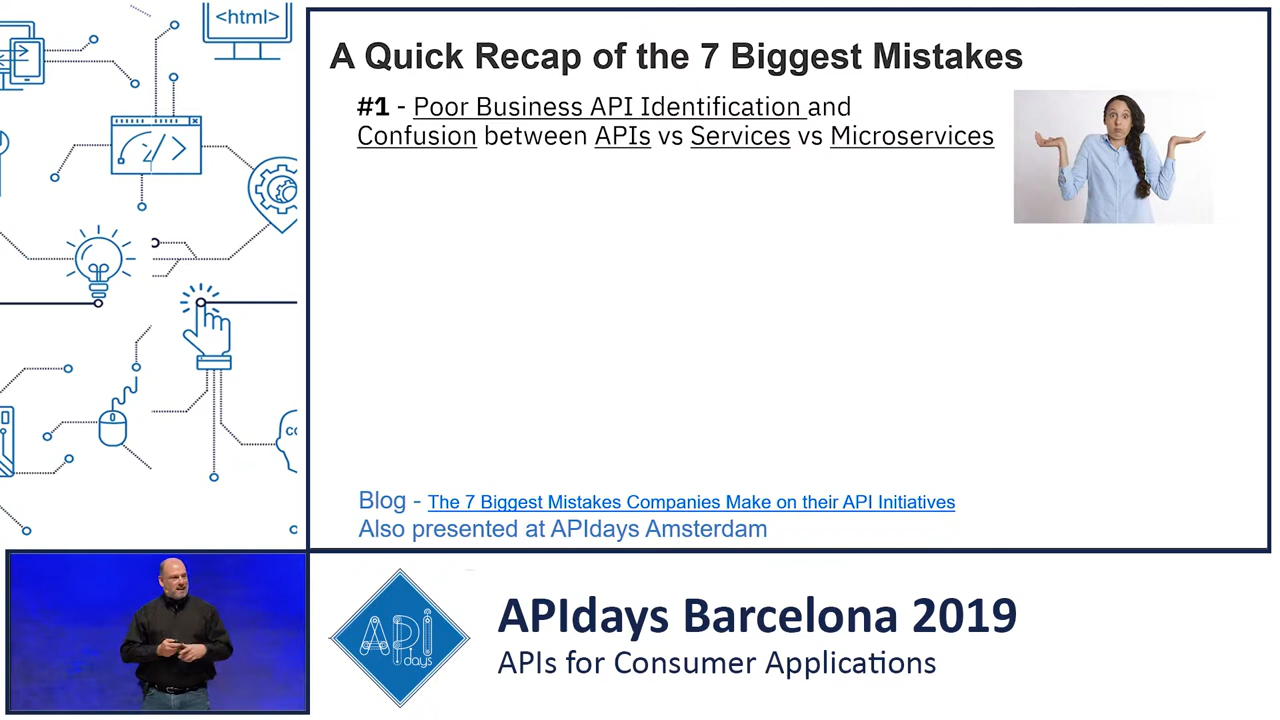 <html>
</>
A Quick Recap of the 7 Biggest Mistakes
#1 - Poor Business API Identification and
Confusion between APIs vs Services vs Microservices
Blog - The 7 Biggest Mistakes Companies Make on their API Initiatives
Also presented at APIdays Amsterdam
API
days
APIdays Barcelona 2019
APIs for Consumer Applications